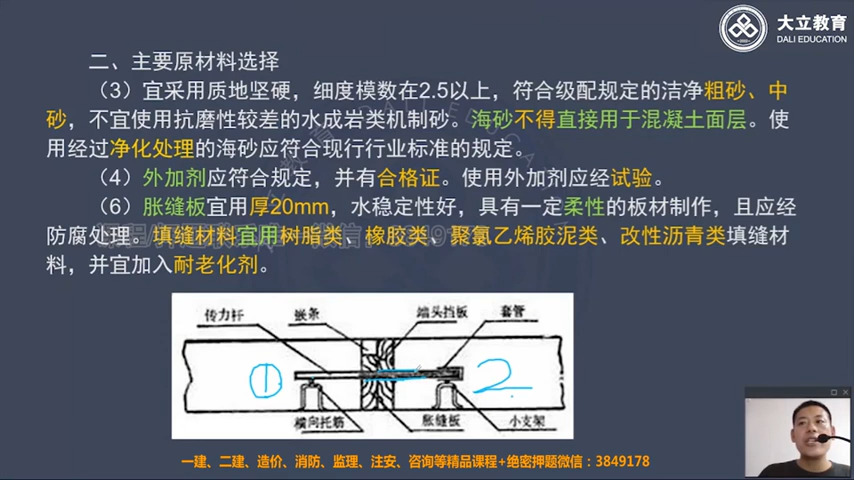 大立教育
DALI EDUCATION
二、主要原材料选择
（3）宜采用质地坚硬，细度模数在2.5以上，符合级配规定的洁净粗砂、中
砂，不宜使用抗磨性较差的水成岩类机制砂。海砂不得直接用于混凝土面层。使
用经过净化处理的海砂应符合现行行业标准的规定。
（4）外加剂应符合规定，并有合格证。使用外加剂应经试验。
（6）胀缝板宜用厚20mm，水稳定性好，具有一定柔性的板材制作，且应经
防腐处理。填缝材料宜用树脂类、橡胶类、聚氯乙烯胶泥类、改性沥青类填缝材
料，并宜加入耐老化剂。
传力杆 嵌条 端头挡板 套管
① 2
横向托筋 胀缝板 小支架
一建、二建、造价、消防、监理、注安、咨询等精品课程+绝密押题微信：3849178